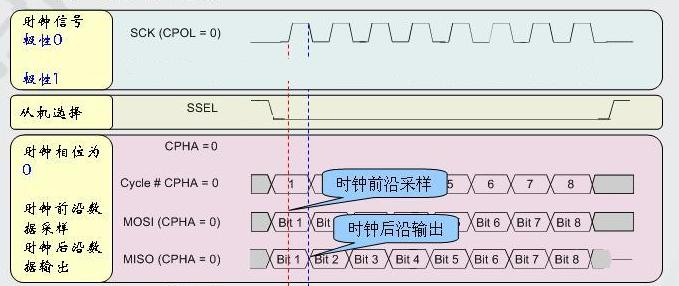 时钟信号
极性0
SCK (CPOL = 0)
极性1
从机选择
SSEL
时钟相位为
0
CPHA = 0
Cycle # CPHA = 0
1
时钟前沿采样
5
6
7
8
时钟前沿数
据采样
MOSI (CPHA = 0)
Bit 1
Bit
Bit 6
Bit 7
Bit 8
时钟后沿输出
时钟后沿数
据输出
MISO (CPHA = 0)
Bit 1
Bit 2
Bit 3
Bit 4
Bit 5
Bit 6
Bit 7
Bit 8